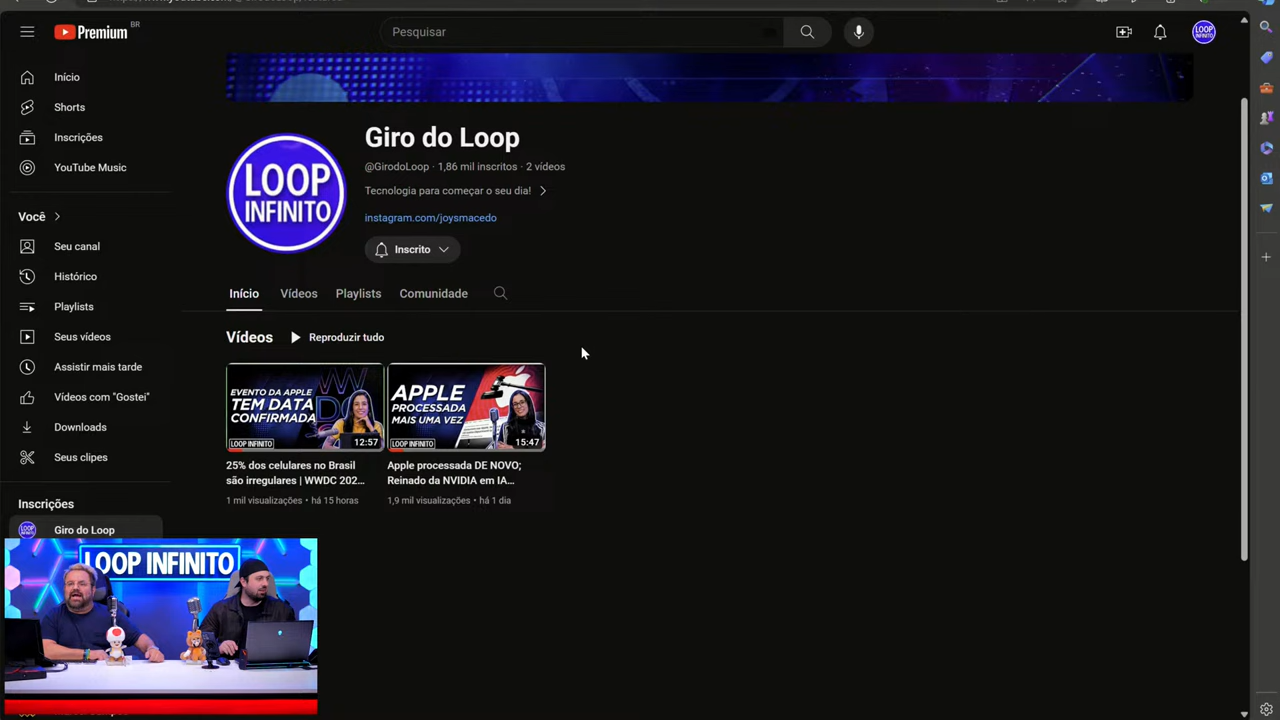 Premium BR
Pesquisar
LOOP
INFINITO
Início
Shorts
Inscrições
YouTube Music
Você
Seu canal
Histórico
Playlists
Seus vídeos
Assistir mais tarde
Vídeos com "Gostei"
Downloads
Seus clipes
Inscrições
Giro do Loop
LOOP
INFINITO
Giro do Loop
@GirodoLoop · 1,86 mil inscritos · 2 vídeos
Tecnologia para começar o seu dia!
instagram.com/joysmacedo
Inscrito
Início Vídeos Playlists Comunidade
Vídeos Reproduzir tudo
EVENTO DA APPLE
TEM DATA
CONFIRMADA
LOOP INFINITO
12:57
25% dos celulares no Brasil
são irregulares | WWDC 202...
1 mil visualizações • há 15 horas
APPLE
PROCESSADA
MAIS UMA VEZ
LOOP INFINITO
15:47
Apple processada DE NOVO;
Reinado da NVIDIA em IA...
1,9 mil visualizações • há 1 dia
LOOP INFINITO